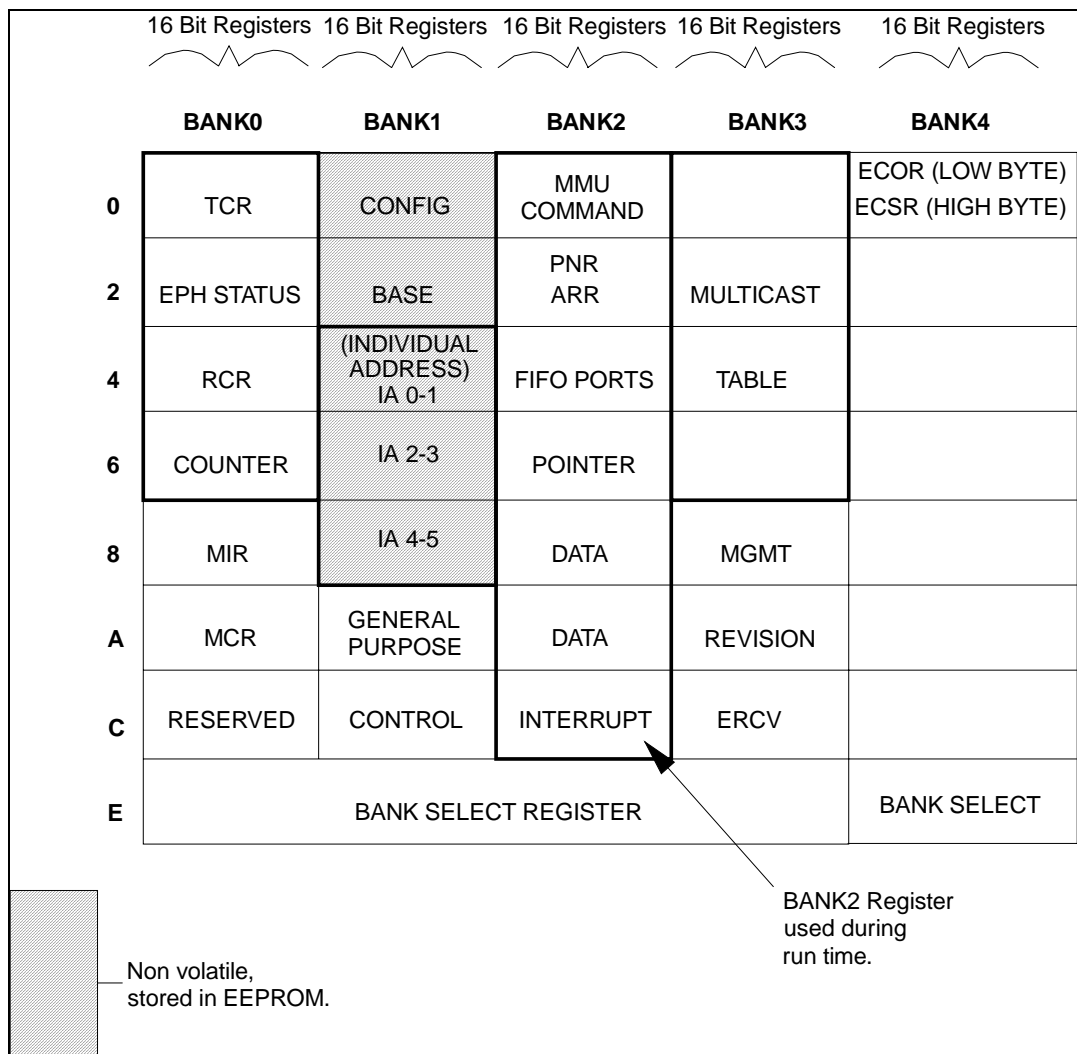 16 Bit Registers 16 Bit Registers 16 Bit Registers 16 Bit Registers 16 Bit Registers
BANK0 BANK1 BANK2 BANK3 BANK4
0 TCR CONFIG MMU COMMAND ECOR (LOW BYTE) ECSR (HIGH BYTE)
2 EPH STATUS BASE PNR ARR MULTICAST
4 RCR (INDIVIDUAL ADDRESS) IA 0-1 FIFO PORTS TABLE
6 COUNTER IA 2-3 POINTER
8 MIR IA 4-5 DATA MGMT
A MCR GENERAL PURPOSE DATA REVISION
C RESERVED CONTROL INTERRUPT ERCV
E BANK SELECT REGISTER BANK SELECT
BANK2 Register
used during
run time.
Non volatile,
stored in EEPROM.